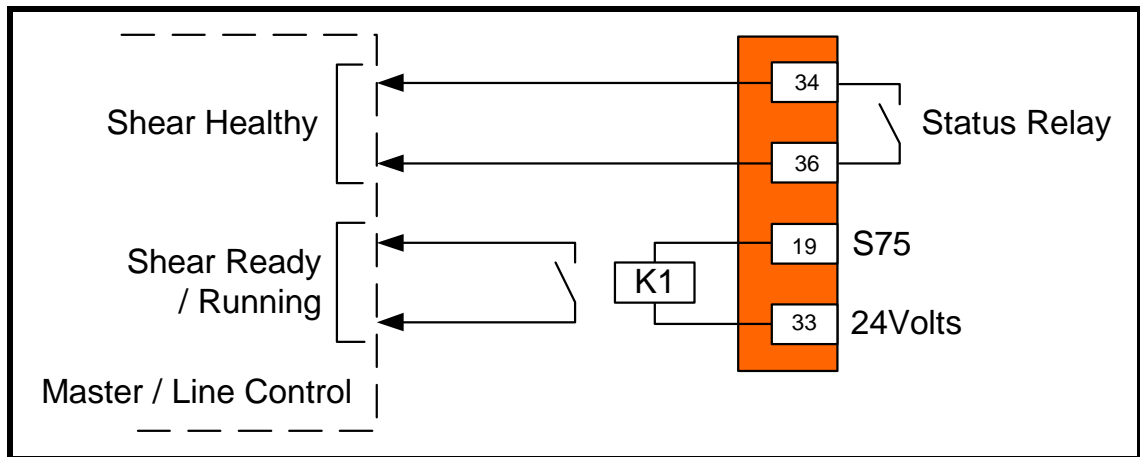 Shear Healthy
Shear Ready
/ Running
Master / Line Control
34
36
19
33
Status Relay
S75
24Volts
K1